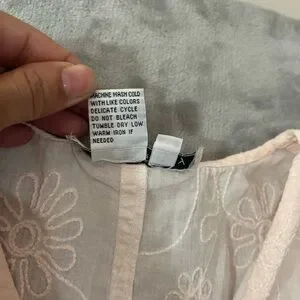 MACHINE WASH COLD
WITH LIKE COLORS
DELICATE CYCLE
DO NOT BLEACH
TUMBLE DRY LOW
WARM IRON IF
NEEDED